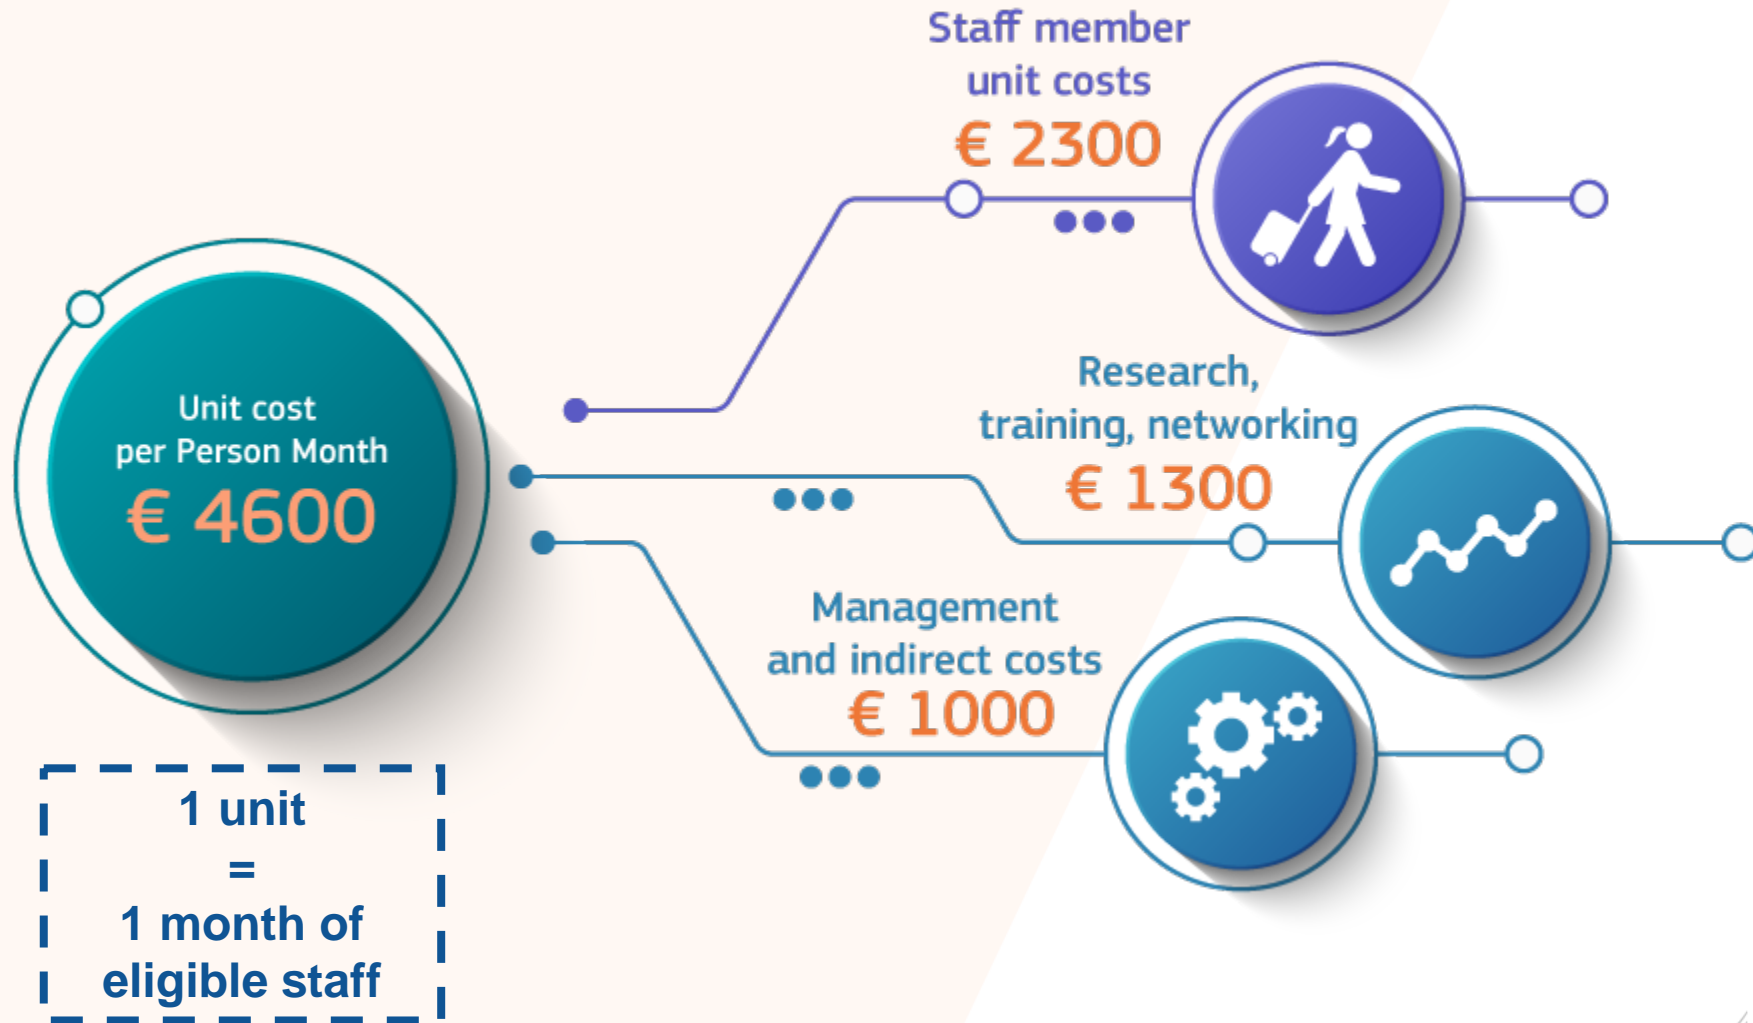 Staff member
unit costs
€ 2300
Unit cost
per Person Month
€ 4600
Research,
training, networking
€ 1300
Management
and indirect costs
€ 1000
1 unit
=
1 month of
eligible staff